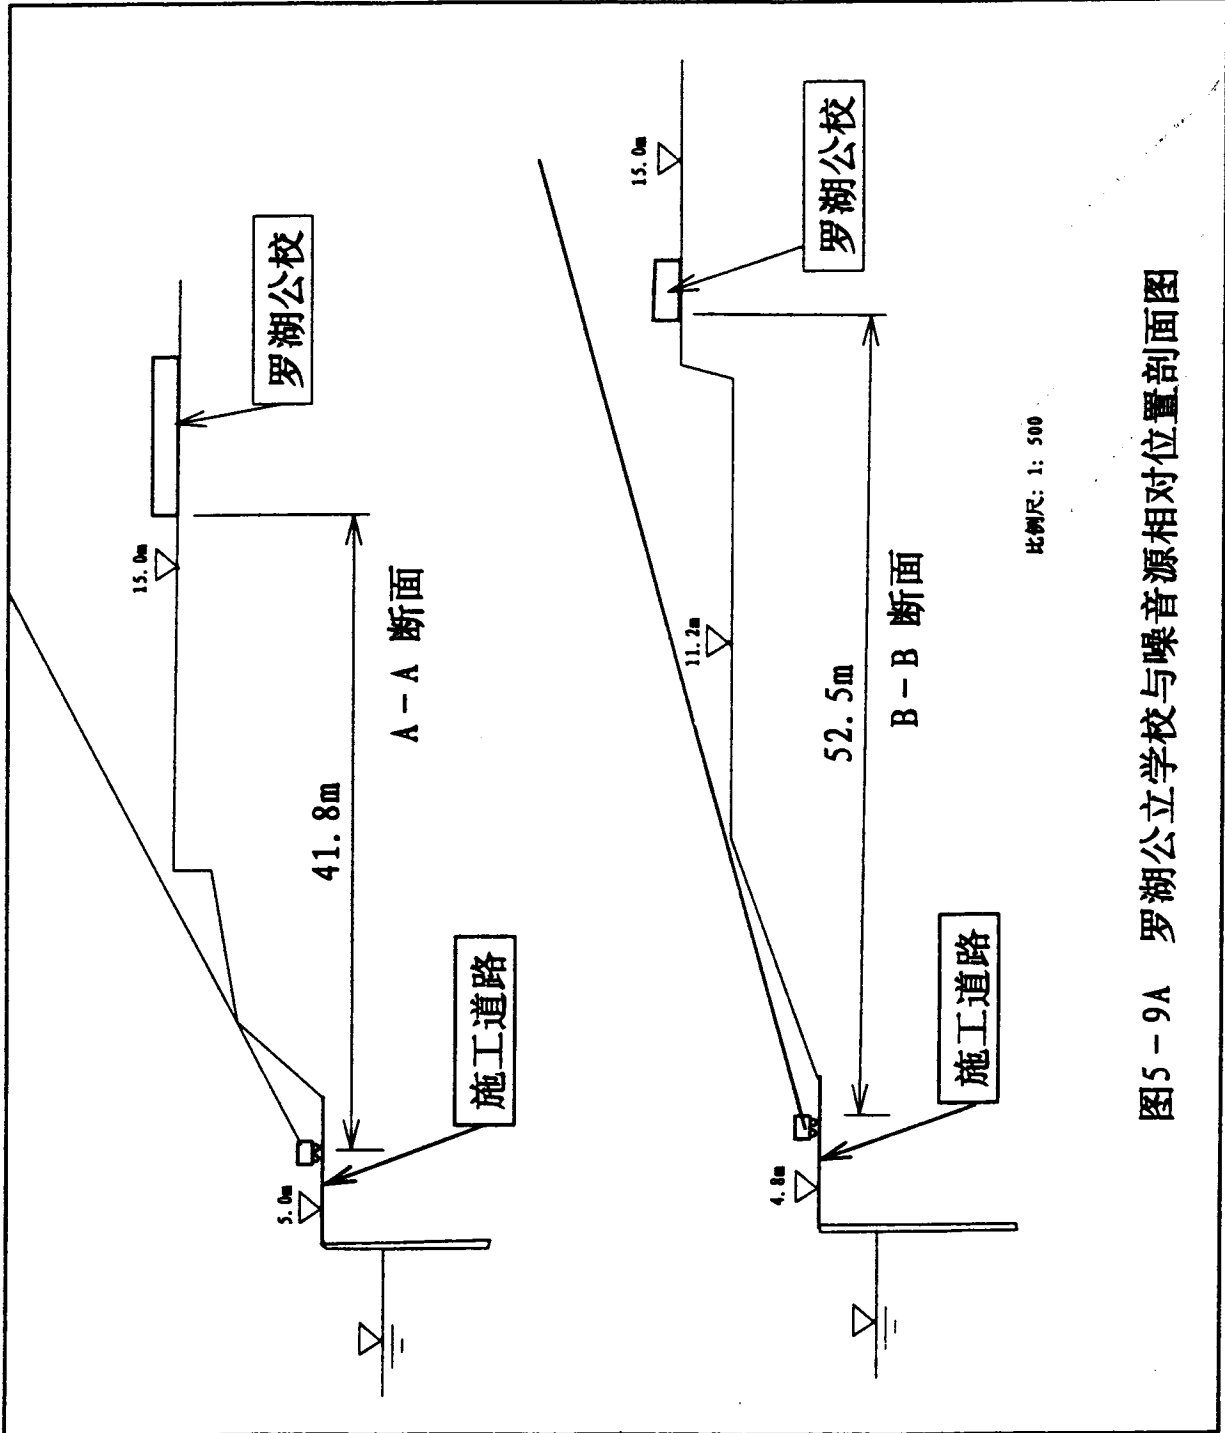 罗湖公校
15.0m
5.0m
41.8m
A-A 断面
施工道路
15.0m
罗湖公校
11.2m
4.8m
52.5m
B-B 断面
施工道路
比例尺: 1: 500
图5-9A 罗湖公立学校与噪音源相对位置剖面图